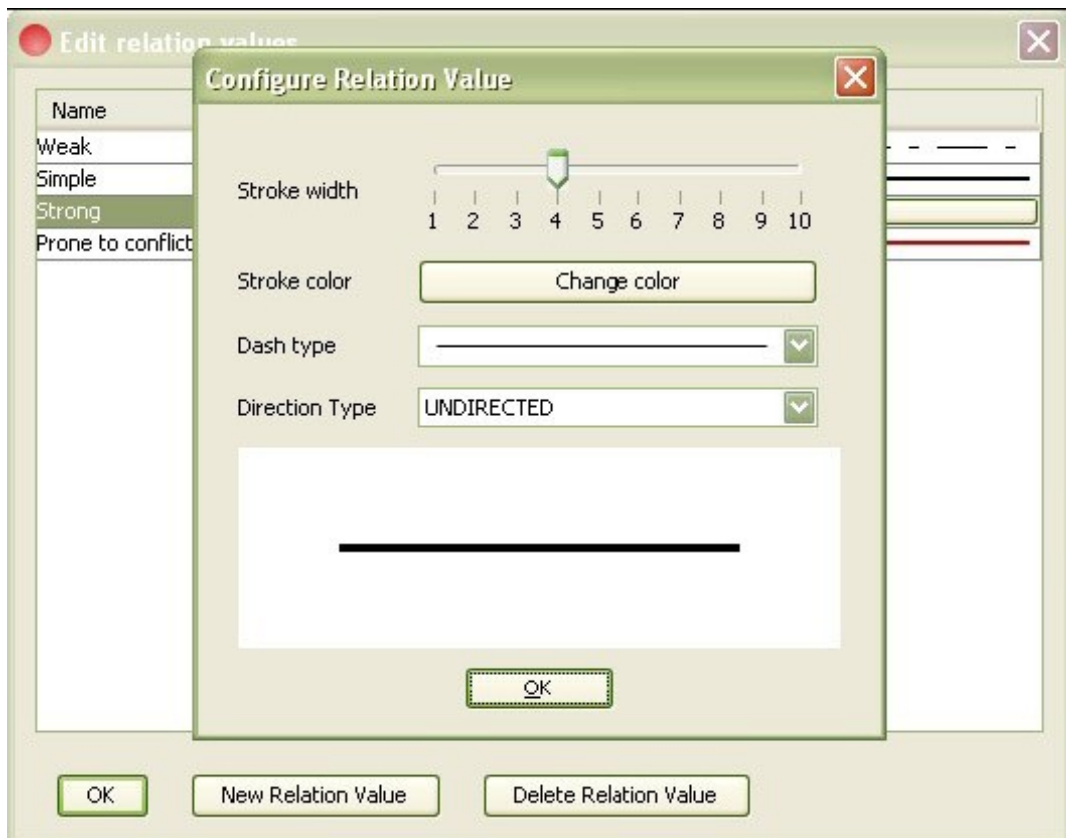 Edit relation values
Configure Relation Value
Name
Weak
Simple
Strong
Prone to conflict
Stroke width
1 2 3 4 5 6 7 8 9 10
Stroke color
Change color
Dash type
Direction Type
UNDIRECTED
OK
OK
New Relation Value
Delete Relation Value